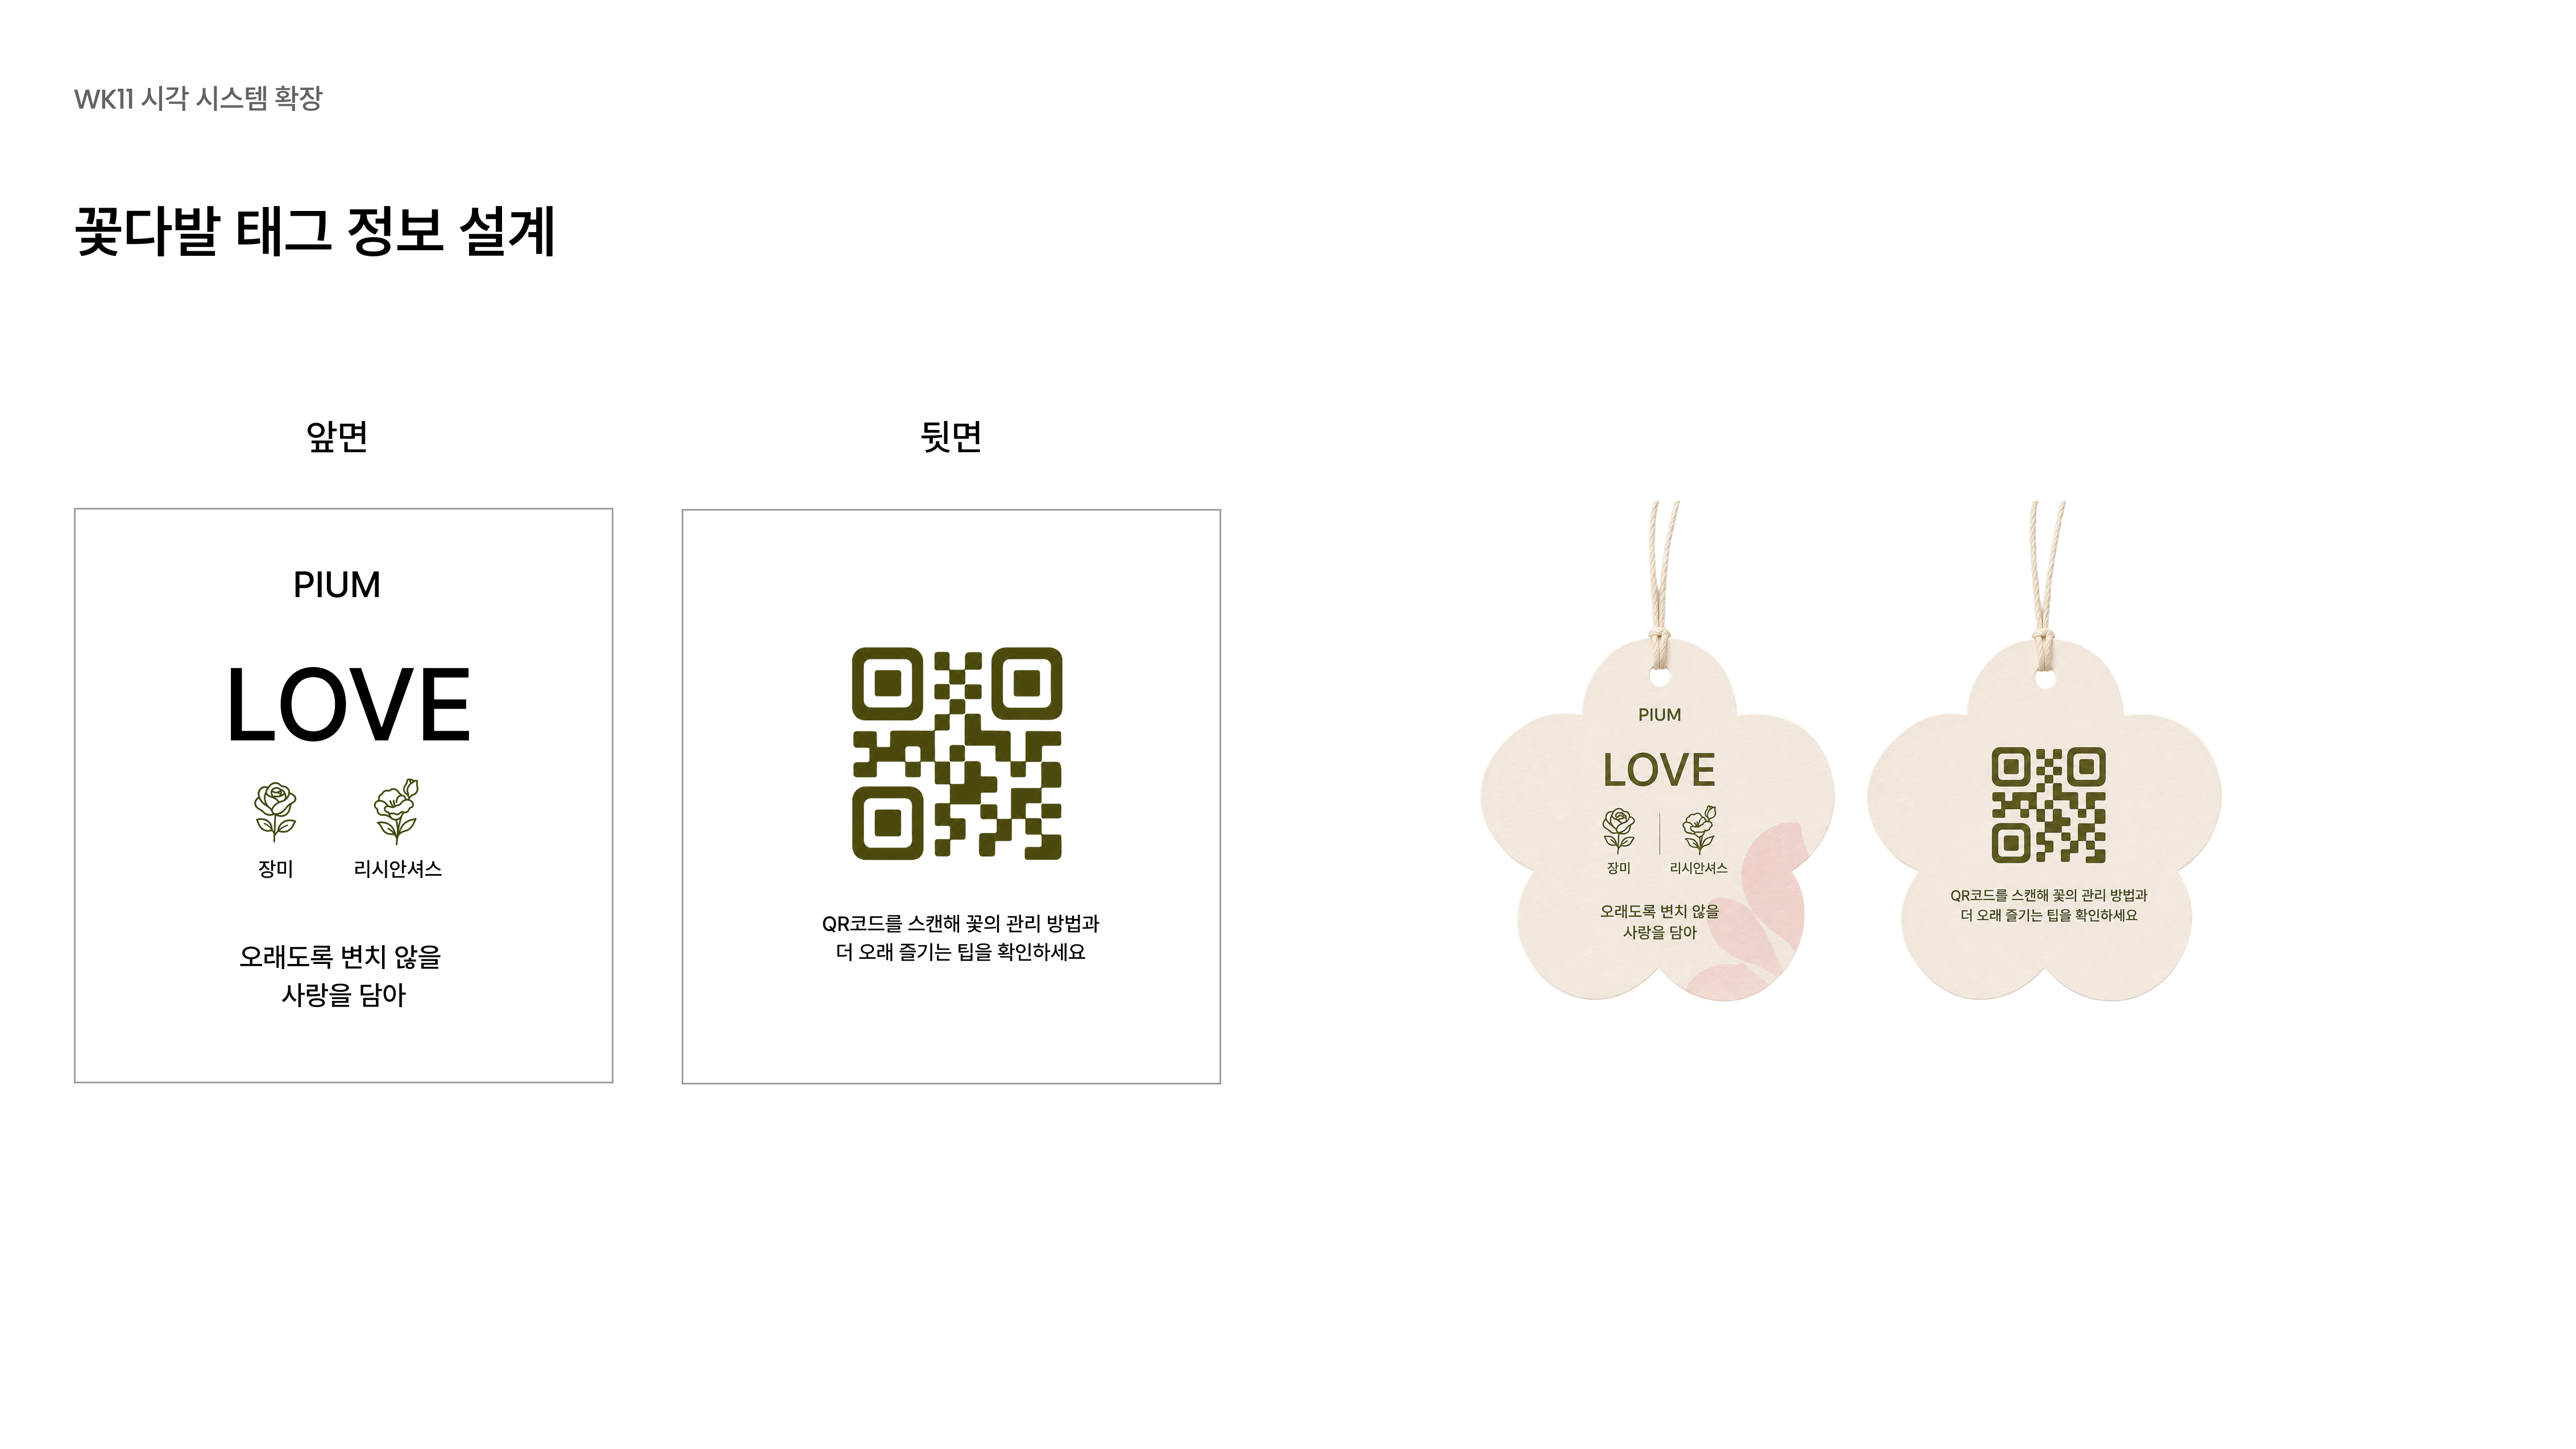 WK11 시각 시스템 확장
꽃다발 태그 정보 설계
앞면
뒷면
PIUM
LOVE
장미
리시안셔스
오래도록 변치 않을
사랑을 담아
QR코드를 스캔해 꽃의 관리 방법과
더 오래 즐기는 팁을 확인하세요
PIUM
LOVE
장미
리시안셔스
오래도록 변치 않을
사랑을 담아
QR코드를 스캔해 꽃의 관리 방법과
더 오래 즐기는 팁을 확인하세요